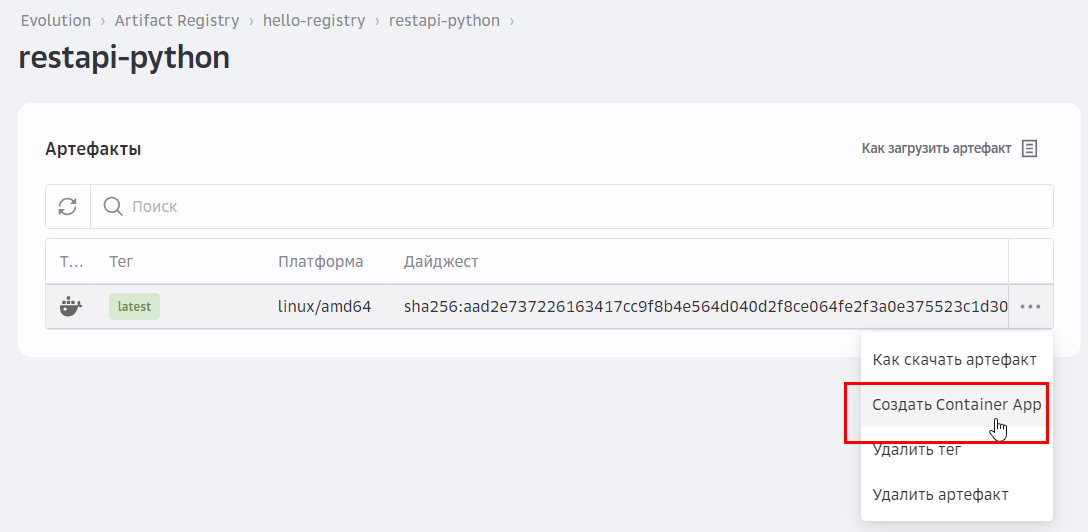 Evolution › Artifact Registry › hello-registry › restapi-python ›
restapi-python
Артефакты
Как загрузить артефакт
Поиск
Т... Тег Платформа Дайджест
latest linux/amd64 sha256:aad2e737226163417cc9f8b4e564d040d2f8ce064fe2f3a0e375523c1d30
Как скачать артефакт
Создать Container App
Удалить тег
Удалить артефакт